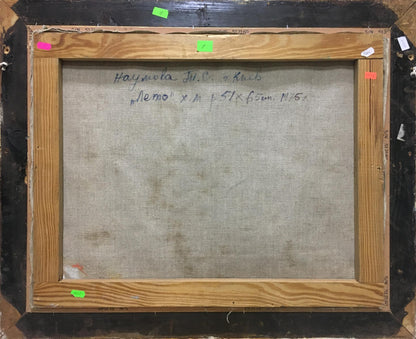 Наумова Т.С. г. Киев
„Лето" х м 51х65см.